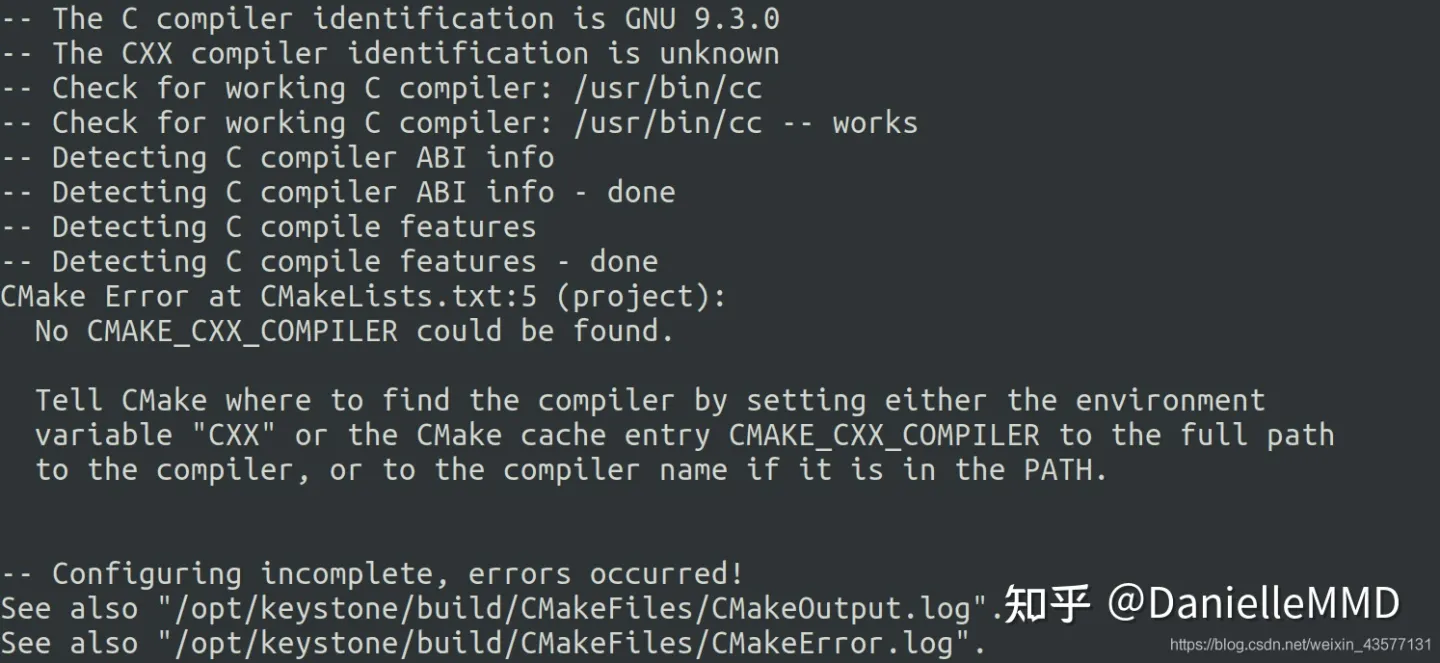 -- The C compiler identification is GNU 9.3.0
-- The CXX compiler identification is unknown
-- Check for working C compiler: /usr/bin/cc
-- Check for working C compiler: /usr/bin/cc -- works
-- Detecting C compiler ABI info
-- Detecting C compiler ABI info - done
-- Detecting C compile features
-- Detecting C compile features - done
CMake Error at CMakeLists.txt:5 (project):
  No CMAKE_CXX_COMPILER could be found.
  Tell CMake where to find the compiler by setting either the environment
  variable "CXX" or the CMake cache entry CMAKE_CXX_COMPILER to the full path
  to the compiler, or to the compiler name if it is in the PATH.
-- Configuring incomplete, errors occurred!
See also "/opt/keystone/build/CMakeFiles/CMakeOutput.log".
知乎 @DanielleMMD
See also "/opt/keystone/build/CMakeFiles/CMakeError.log".
https://blog.csdn.net/weixin_43577131